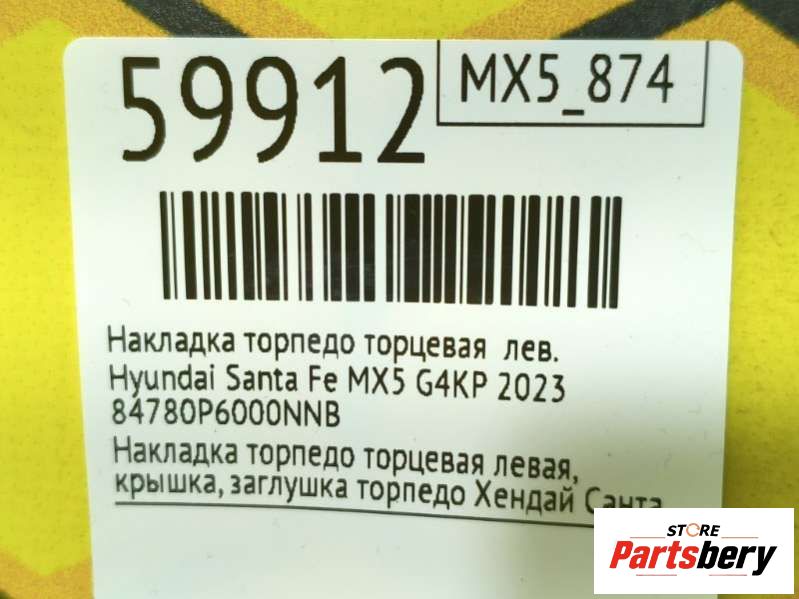 59912
MX5_874
Накладка торпедо торцевая лев.
Hyundai Santa Fe MX5 G4KP 2023
84780P6000NNB
Накладка торпедо торцевая левая,
крышка, заглушка торпедо Хендай Санта
STORE
Partsbery